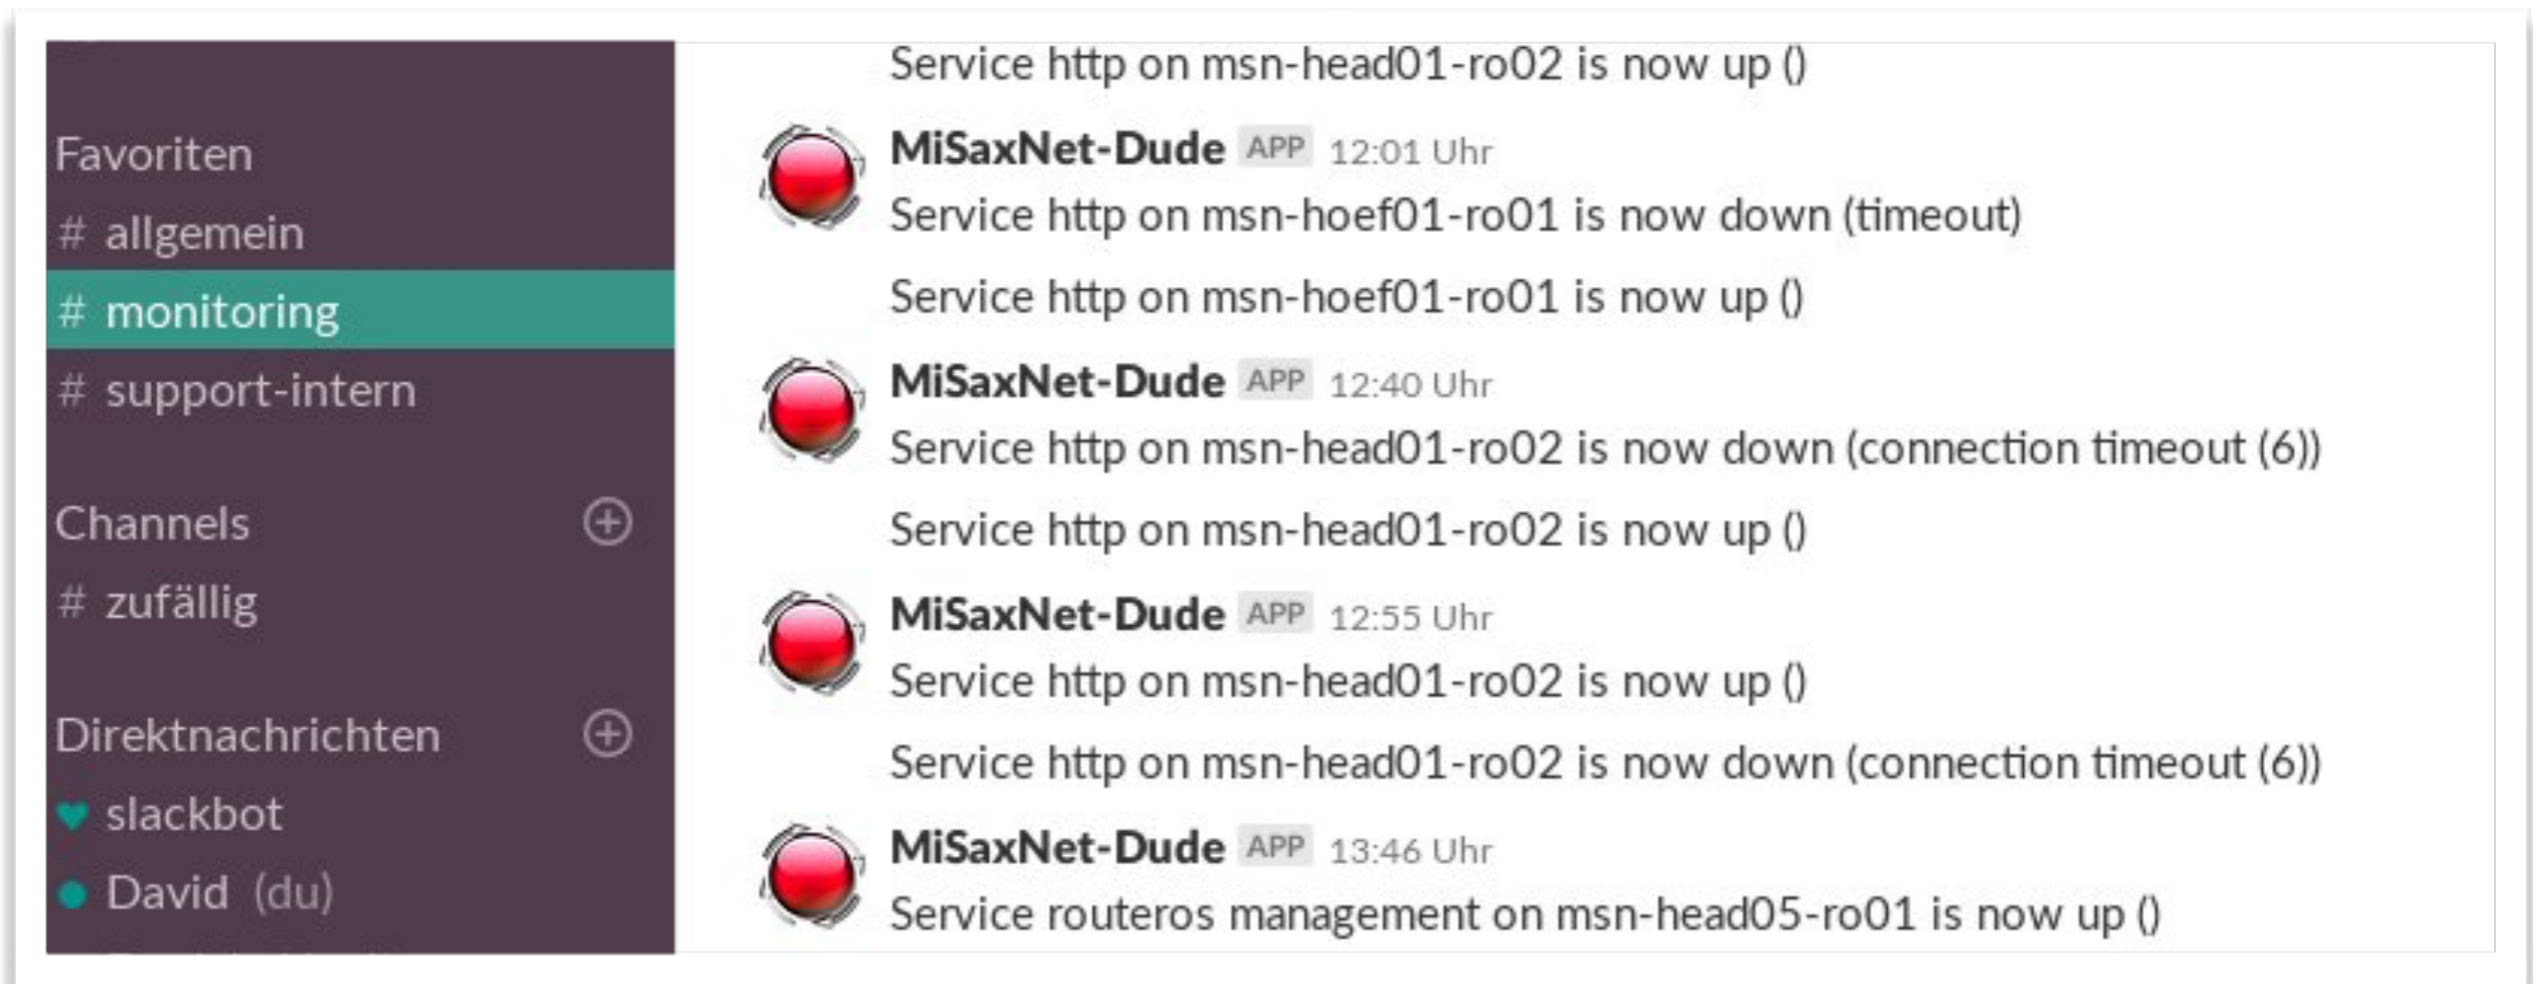 Favoriten
# allgemein
# monitoring
# support-intern
Channels
# zufällig
Direktnachrichten
slackbot
David (du)
Service http on msn-head01-ro02 is now up ()
MiSaxNet-Dude APP 12:01 Uhr
Service http on msn-hoef01-ro01 is now down (timeout)
Service http on msn-hoef01-ro01 is now up ()
MiSaxNet-Dude APP 12:40 Uhr
Service http on msn-head01-ro02 is now down (connection timeout (6))
Service http on msn-head01-ro02 is now up ()
MiSaxNet-Dude APP 12:55 Uhr
Service http on msn-head01-ro02 is now up ()
Service http on msn-head01-ro02 is now down (connection timeout (6))
MiSaxNet-Dude APP 13:46 Uhr
Service routeros management on msn-head05-ro01 is now up ()